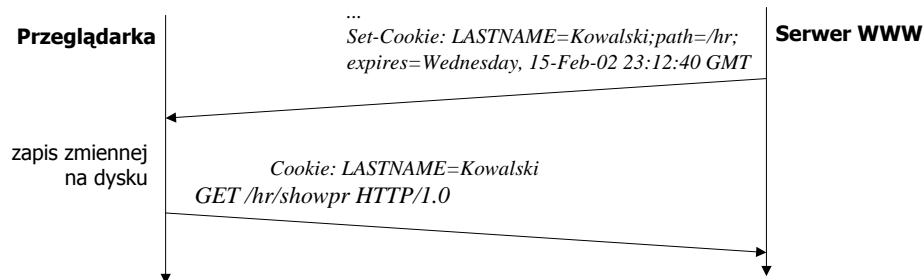 ...
Przeglądarka
Set-Cookie: LASTNAME=Kowalski;path=/hr;
expires=Wednesday, 15-Feb-02 23:12:40 GMT
Serwer WWW
zapis zmiennej
na dysku
Cookie: LASTNAME=Kowalski
GET /hr/showpr HTTP/1.0